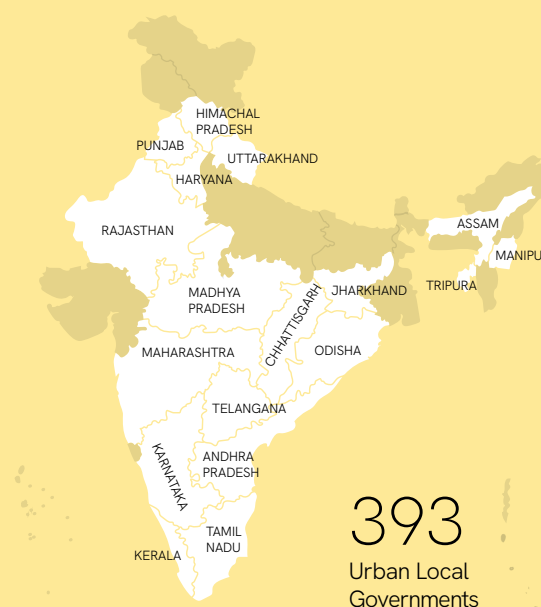 HIMACHAL
PRADESH
PUNJAB
UTTARAKHAND
HARYANA
RAJASTHAN
ASSAM
MANIPU
TRIPURA
MADHYA
PRADESH
CHHATTISGARH
JHARKHAND
MAHARASHTRA
ODISHA
TELANGANA
KARNATAKA
ANDHRA
PRADESH
TAMIL
NADU
KERALA
393
Urban Local
Governments